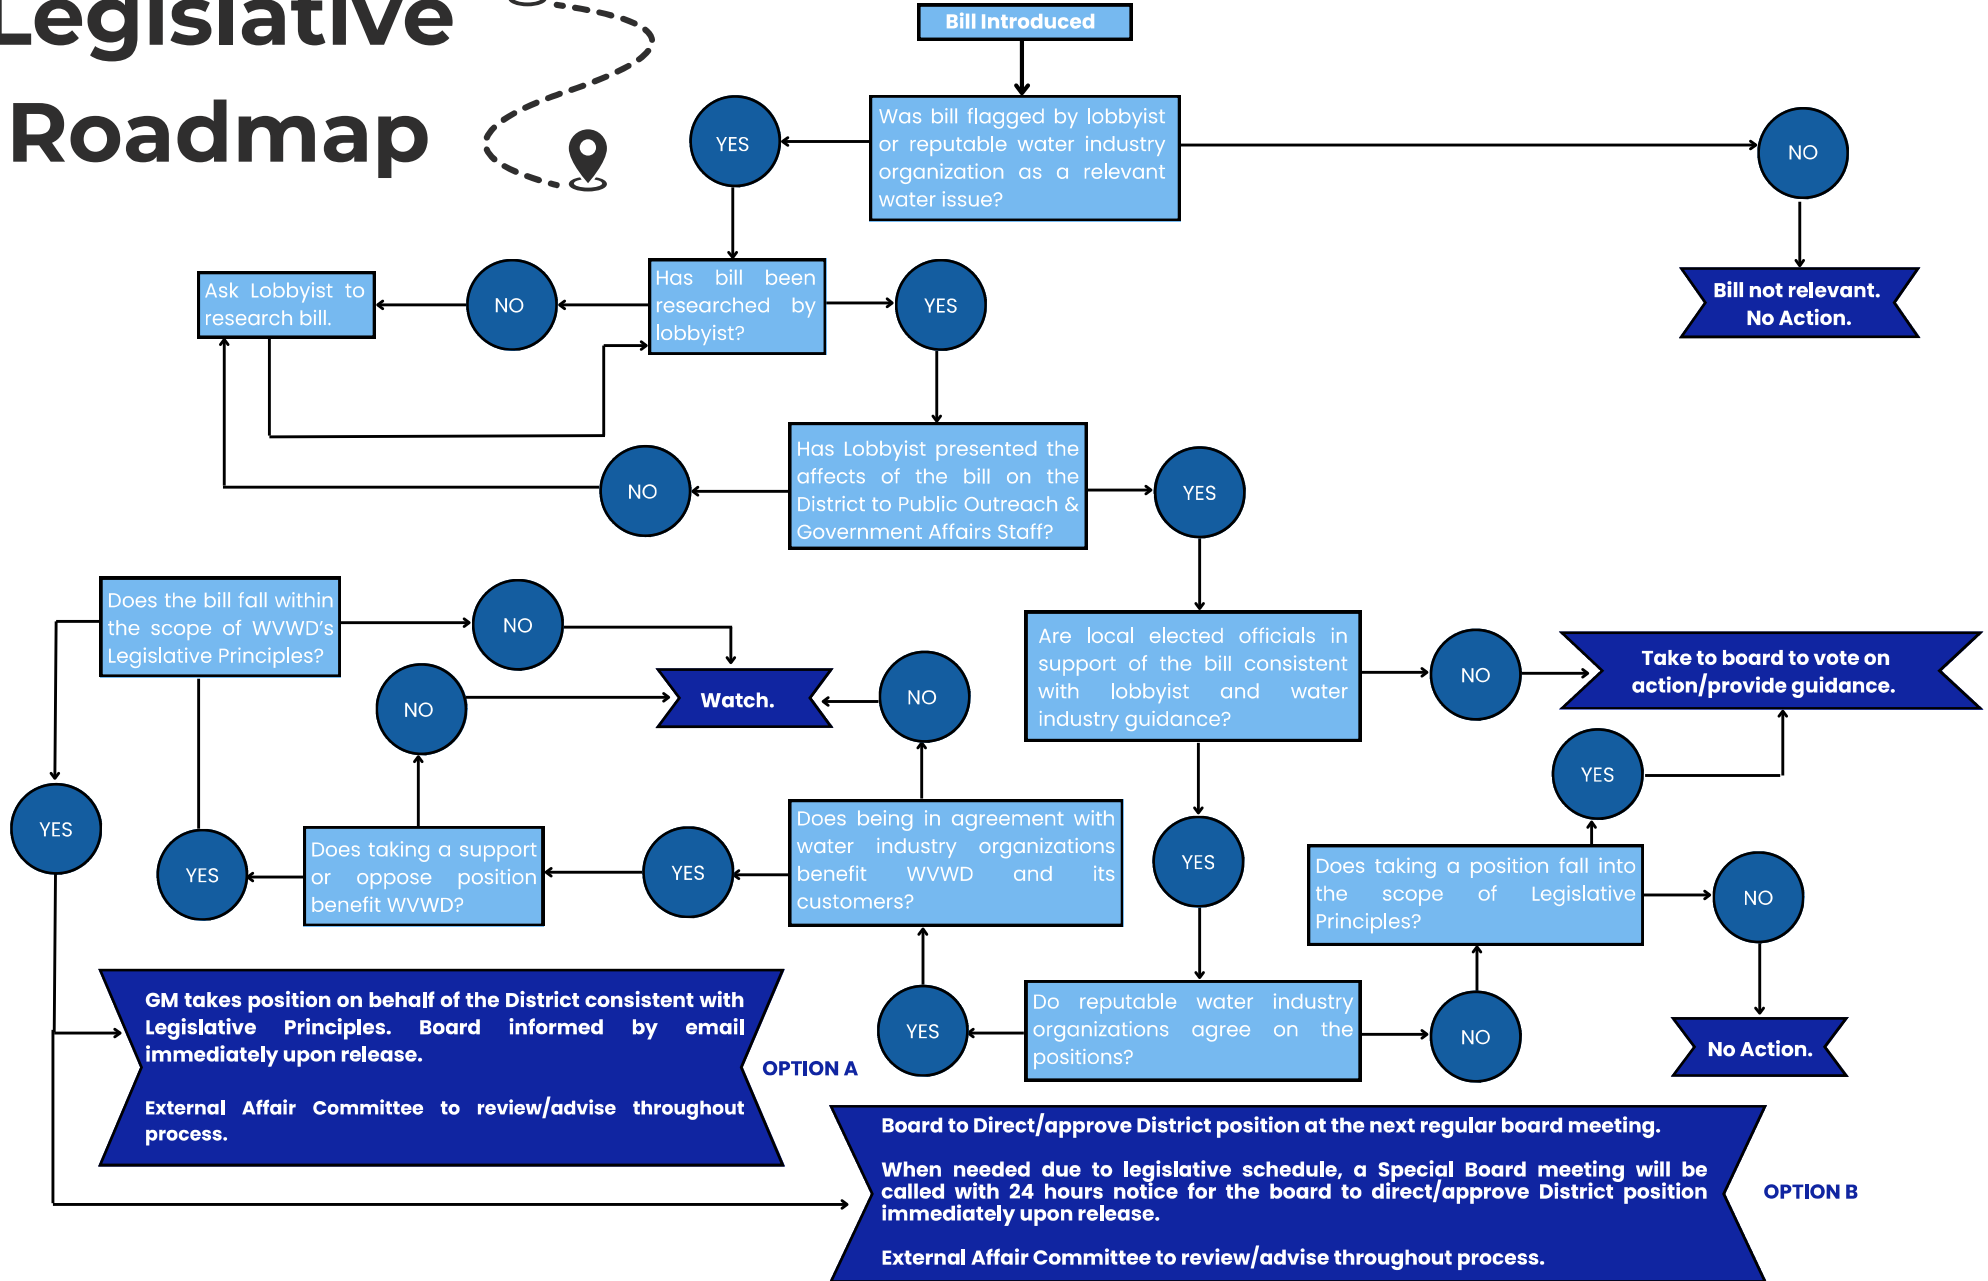 Legislative
Roadmap
Bill Introduced
Was bill flagged by lobbyist
or reputable water industry
organization as a relevant
water issue?
YES
NO
Bill not relevant.
No Action.
Ask Lobbyist to
research bill.
NO
Has bill been
researched by
lobbyist?
YES
NO
Has Lobbyist presented the
affects of the bill on the
District to Public Outreach &
Government Affairs Staff?
YES
Does the bill fall within
the scope of WVWD's
Legislative Principles?
NO
Are local elected officials in
support of the bill consistent
with lobbyist and water
industry guidance?
NO
Take to board to vote on
action/provide guidance.
NO
Watch.
NO
YES
YES
YES
Does taking a support
or oppose position
benefit WVWD?
YES
Does being in agreement with
water industry organizations
benefit WVWD and its
customers?
YES
Does taking a position fall into
the scope of Legislative
Principles?
NO
YES
Do reputable water industry
organizations agree on the
positions?
NO
No Action.
GM takes position on behalf of the District consistent with
Legislative Principles. Board informed by email
immediately upon release.
External Affair Committee to review/advise throughout
process.
OPTION A
Board to Direct/approve District position at the next regular board meeting.
When needed due to legislative schedule, a Special Board meeting will be
called with 24 hours notice for the board to direct/approve District position
immediately upon release.
External Affair Committee to review/advise throughout process.
OPTION B